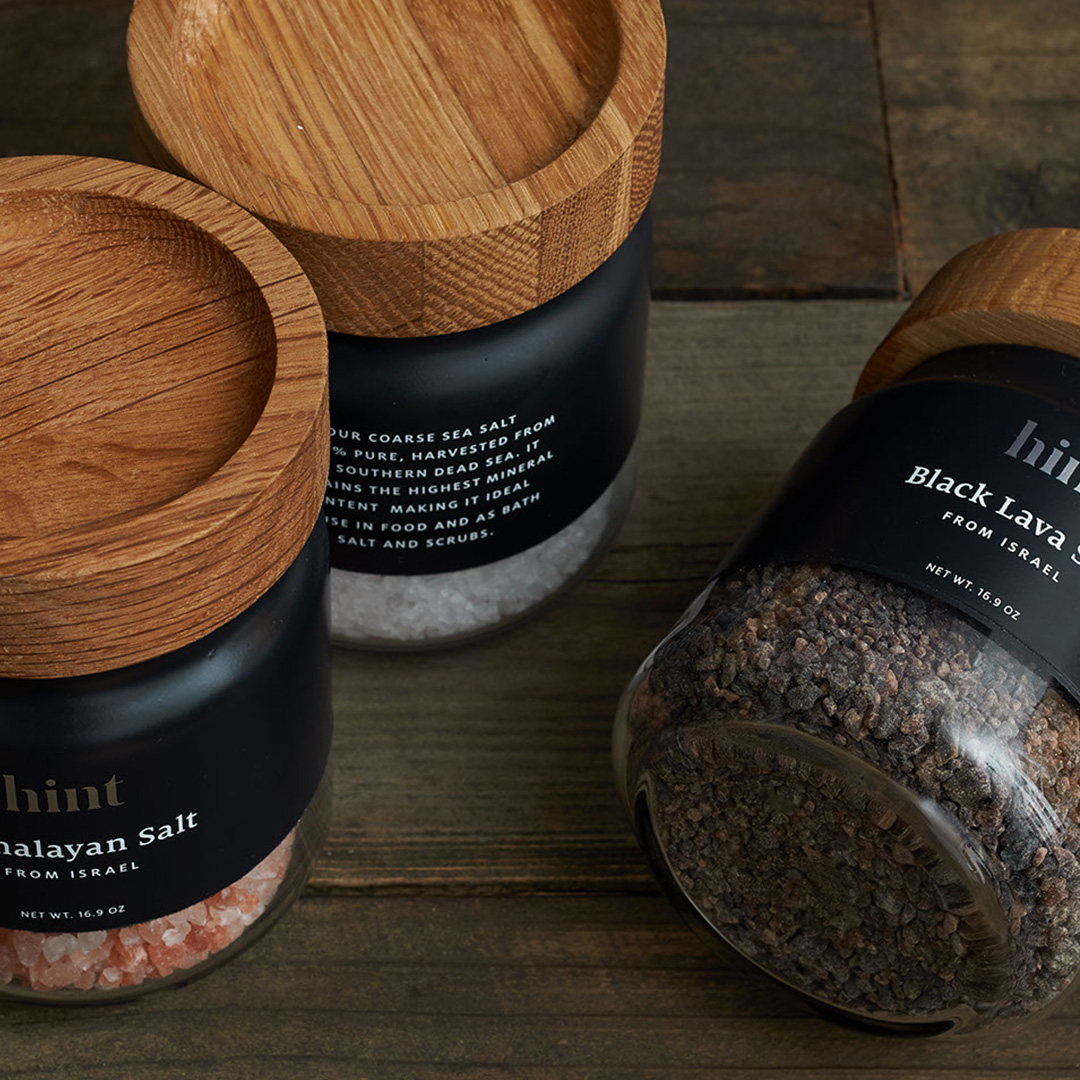 OUR COARSE SEA SALT
% PURE, HARVESTED FROM
SOUTHERN DEAD SEA. IT
AINS THE HIGHEST MINERAL
NTENT MAKING IT IDEAL
SE IN FOOD AND AS BATH
SALT AND SCRUBS.
hint
malayan Salt
FROM ISRAEL
NET WT. 16.9 OZ
hin
Black Lava S
FROM ISRAEL
NET WT. 16.9 OZ